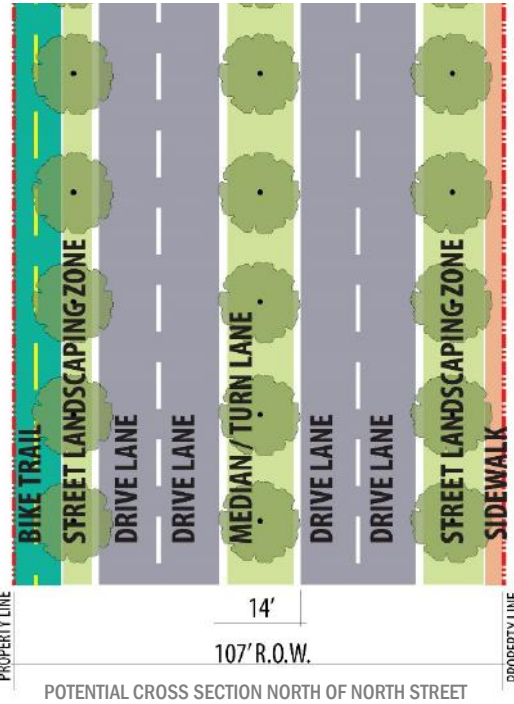 BIKE TRAIL
STREET LANDSCAPING ZONE
DRIVE LANE
DRIVE LANE
MEDIAN / TURN LANE
DRIVE LANE
DRIVE LANE
STREET LANDSCAPING ZONE
SIDEWALK
PROPERTY LINE
14'
107' R.O.W.
PROPERTY LINE
POTENTIAL CROSS SECTION NORTH OF NORTH STREET